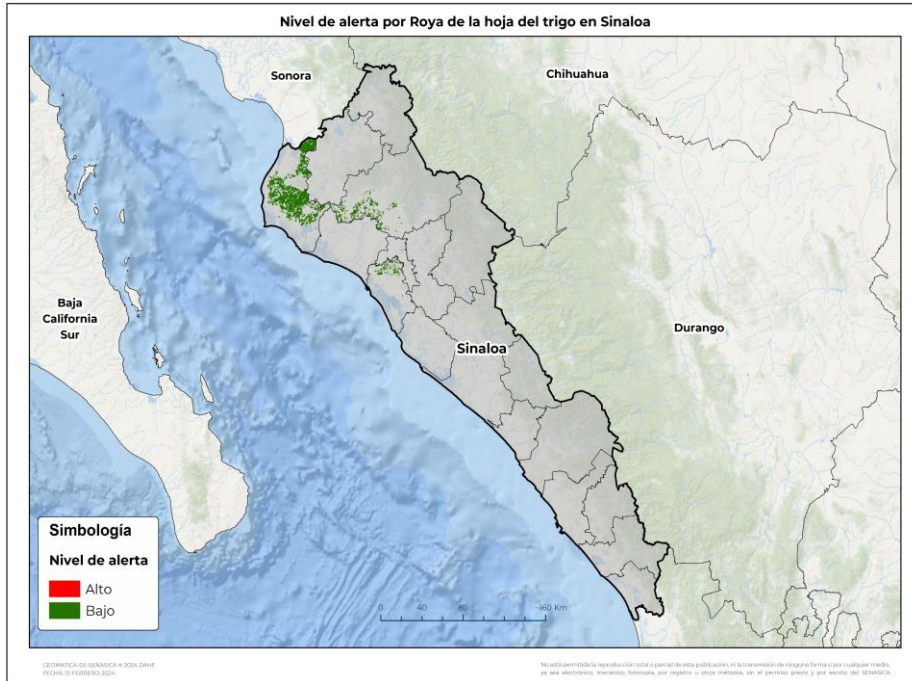 Nivel de alerta por Roya de la hoja del trigo en Sinaloa
Sonora
Chihuahua
Baja
California
Sur
Durango
Sinaloa
Simbología
Nivel de alerta
Alto
Bajo
0 40 80 160 Km
GEOMATICA-DJ-SENASICA © 2024 DAHF
FECHA: 13 FEBRERO-2024
No está permitida la reproducción total o parcial de esta publicación, ni la transmisión de ninguna forma o por cualquier medio,
ya sea electrónico, mecánico, fotocopia, por registro u otros métodos, sin el permiso previo y por escrito del SENASICA.